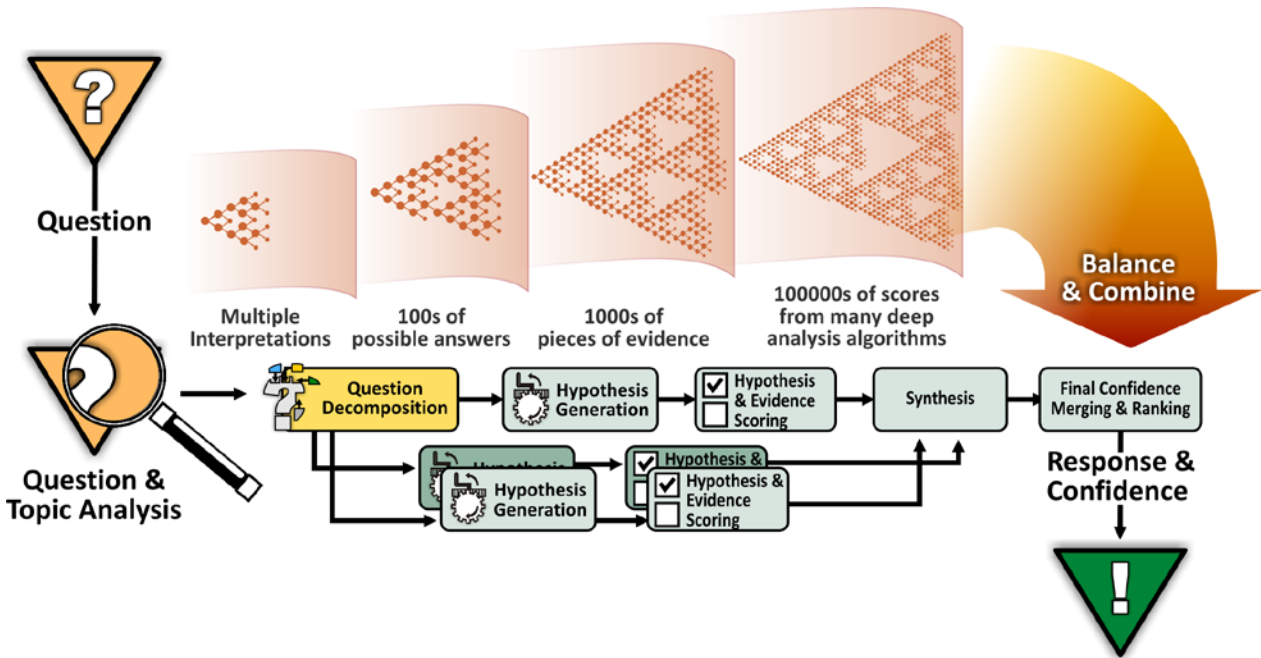 ?
Question
Question &
Topic Analysis
Multiple
Interpretations
100s of
possible answers
1000s of
pieces of evidence
100000s of scores
from many deep
analysis algorithms
Balance
& Combine
Question
Decomposition
Hypothesis
Generation
Hypothesis
& Evidence
Scoring
Synthesis
Final Confidence
Merging & Ranking
Hypothesis
Hypothesis
Generation
Hypothesis &
Hypothesis &
Evidence
Scoring
Response &
Confidence
!